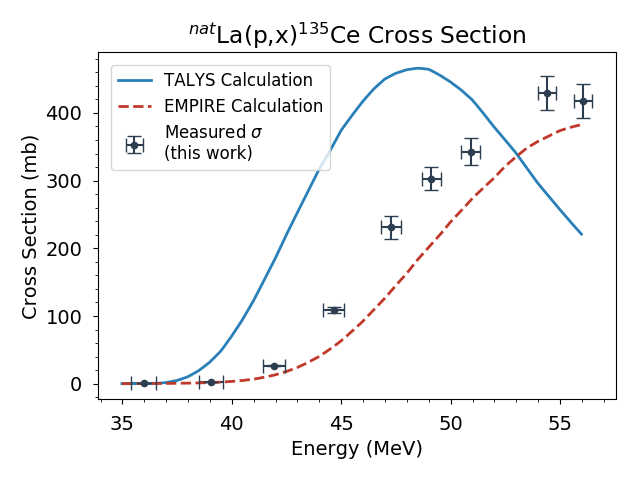 ⁿᵃᵗLa(p,x)¹³⁵Ce Cross Section
TALYS Calculation
EMPIRE Calculation
Measured σ
(this work)
Cross Section (mb)
400
300
200
100
0
35 40 45 50 55
Energy (MeV)